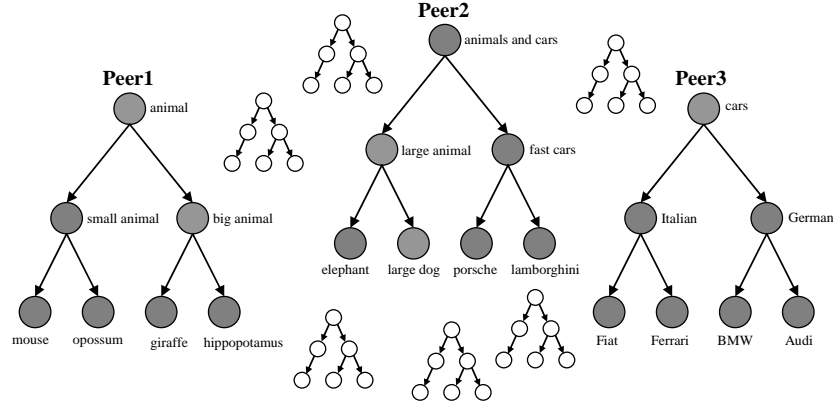 Peer2
animals and cars
Peer1
Peer3
animal
cars
large animal
fast cars
small animal
big animal
Italian
German
elephant
large dog
porsche
lamborghini
mouse
opossum
giraffe
hippopotamus
Fiat
Ferrari
BMW
Audi